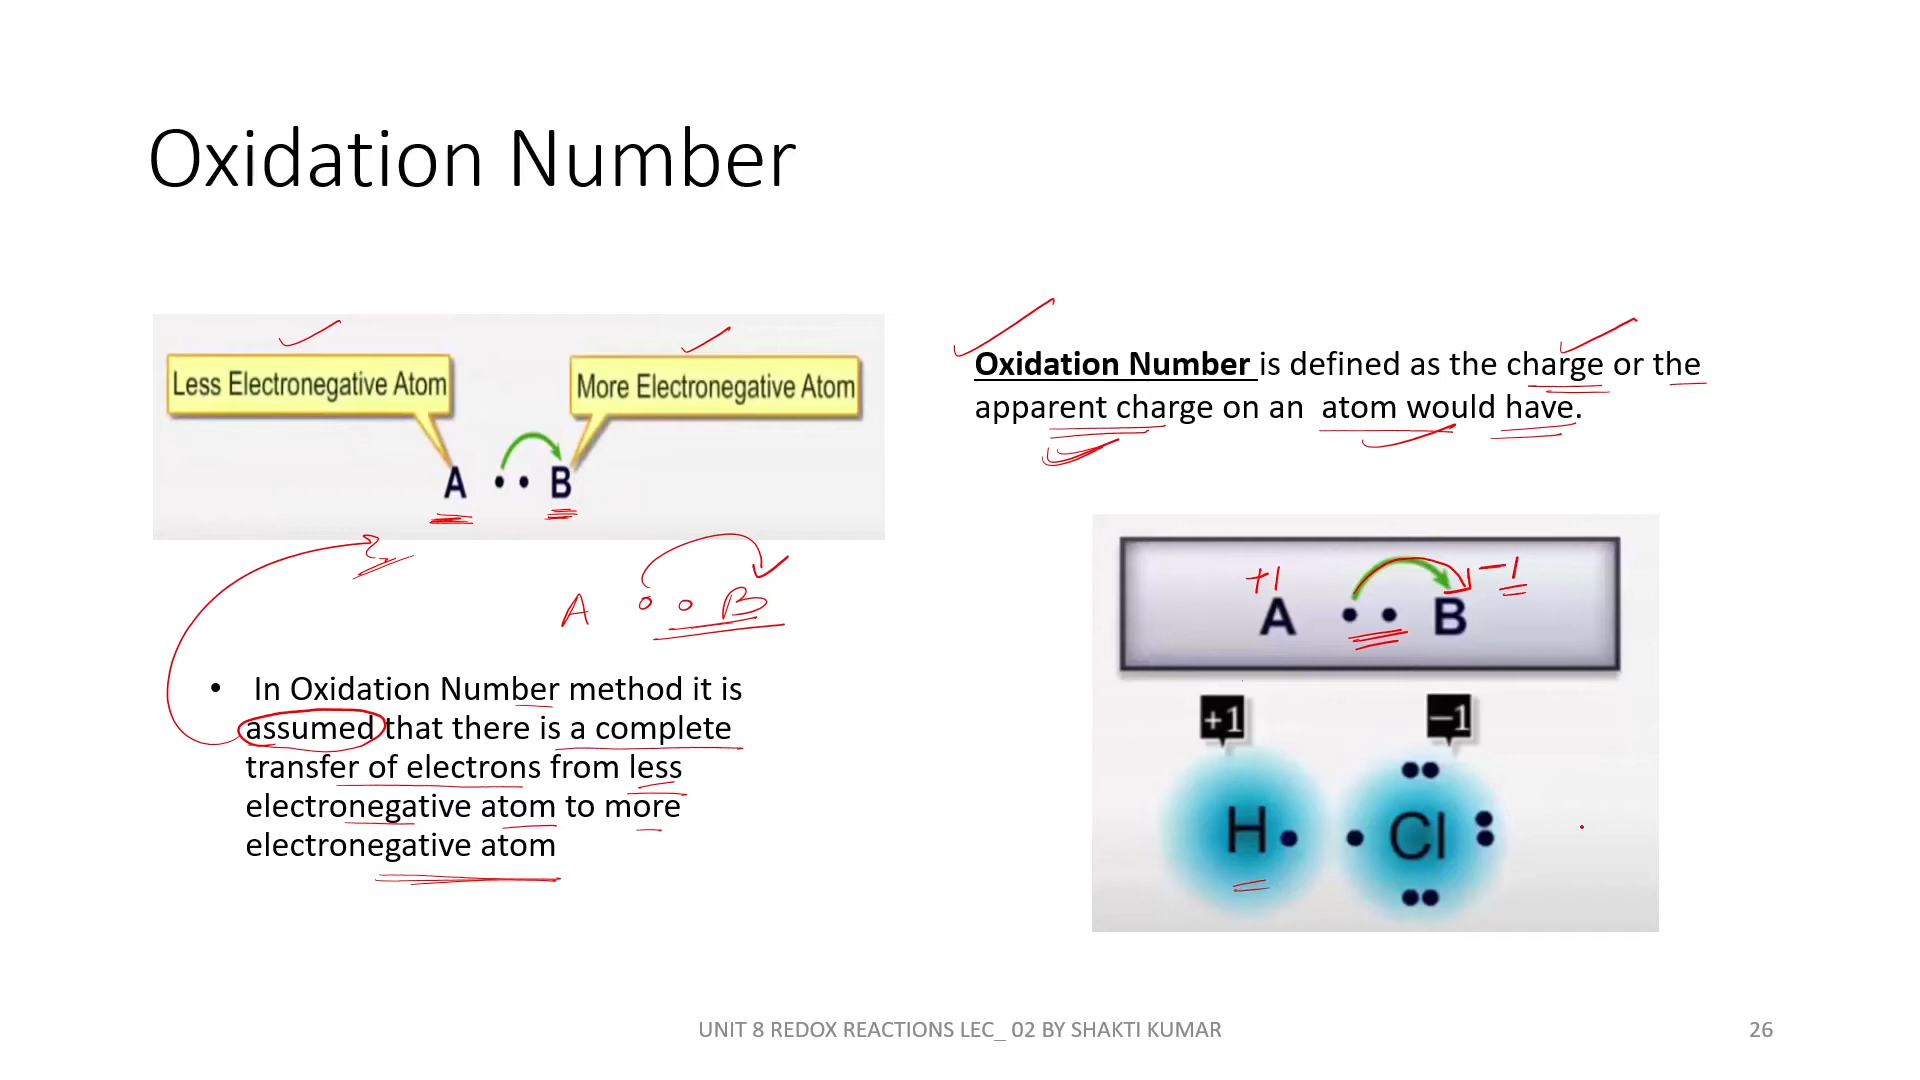 Oxidation Number
Less Electronegative Atom
More Electronegative Atom
A •• B
A B
• In Oxidation Number method it is
assumed that there is a complete
transfer of electrons from less
electronegative atom to more
electronegative atom
Oxidation Number is defined as the charge or the
apparent charge on an atom would have.
+1 -1
A •• B
+1 –1
H Cl
UNIT 8 REDOX REACTIONS LEC_ 02 BY SHAKTI KUMAR
26